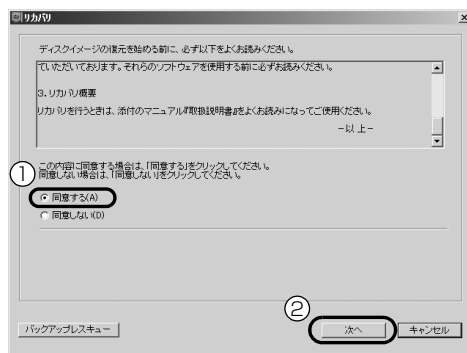 リカバリ
ディスクイメージの復元を始める前に、必ず以下をよくお読みください。
ていただいております。それらのソフトウェアを使用する前に必ずお読みください。
3. リカバリ概要
リカバリを行うときは、添付のマニュアル『取扱説明書』をよくお読みになってご使用ください。
-以 上-
この内容に同意する場合は、「同意する」をクリックしてください。
同意しない場合は、「同意しない」をクリックしてください。
①
同意する(A)
同意しない(D)
②
バックアップレスキュー
次へ
キャンセル